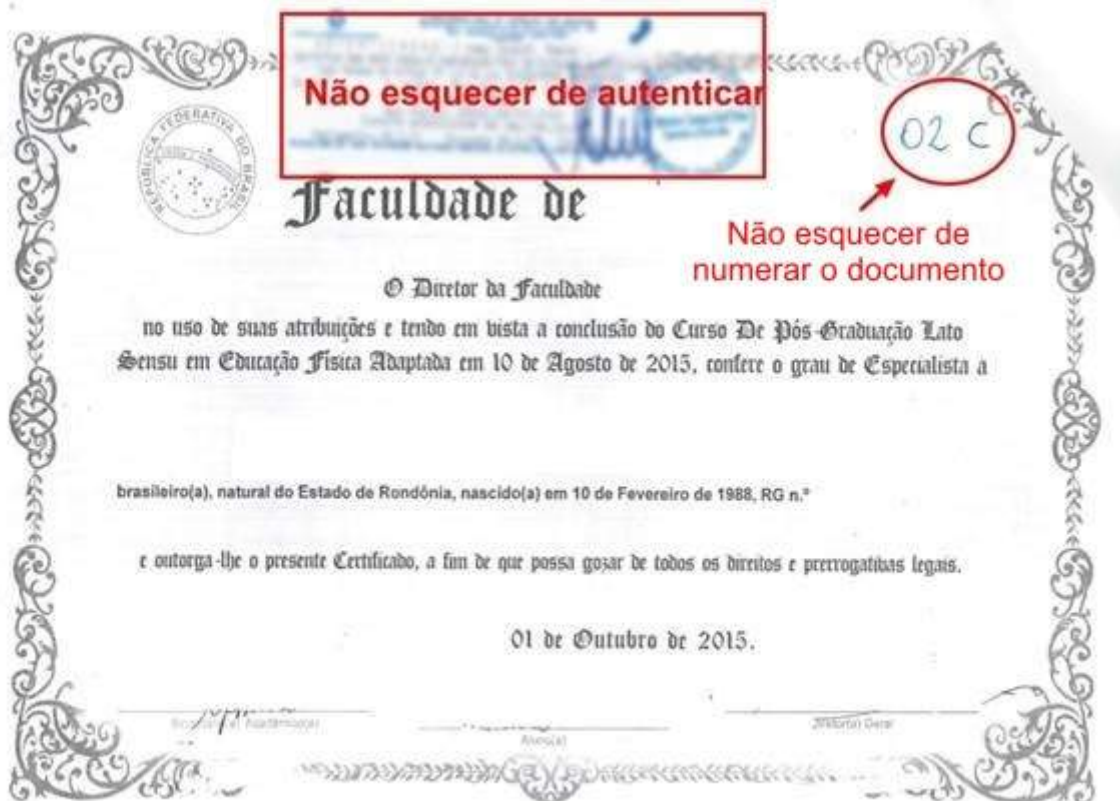 Não esquecer de autenticar
02 C
REPÚBLICA FEDERATIVA DO BRASIL
Faculdade de
Não esquecer de
numerar o documento
O Diretor da Faculdade
no uso de suas atribuições e tendo em vista a conclusão do Curso De Pós-Graduação Lato
Sensu em Educação Física Adaptada em 10 de Agosto de 2015, confere o grau de Especialista a
brasileiro(a), natural do Estado de Rondônia, nascido(a) em 10 de Fevereiro de 1988, RG n.º
e outorga-lhe o presente Certificado, a fim de que possa gozar de todos os direitos e prerrogativas legais.
01 de Outubro de 2015.
Aluno(a)
Diretor(a) Geral